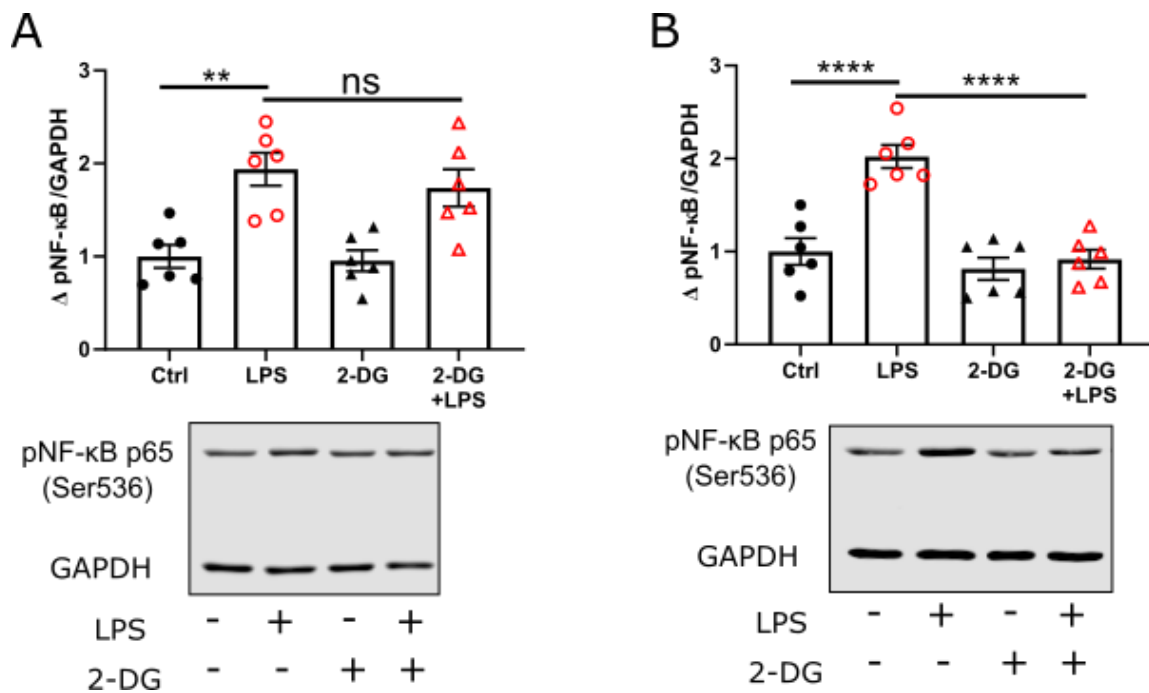 A
Δ pNF-κB/GAPDH
3
2
1
0
**
ns
Ctrl
LPS
2-DG
2-DG
+LPS
pNF-κB p65
(Ser536)
GAPDH
LPS - + - +
2-DG - - + +
B
Δ pNF-κB/GAPDH
3
2
1
0
****
****
Ctrl
LPS
2-DG
2-DG
+LPS
pNF-κB p65
(Ser536)
GAPDH
LPS - + - +
2-DG - - + +